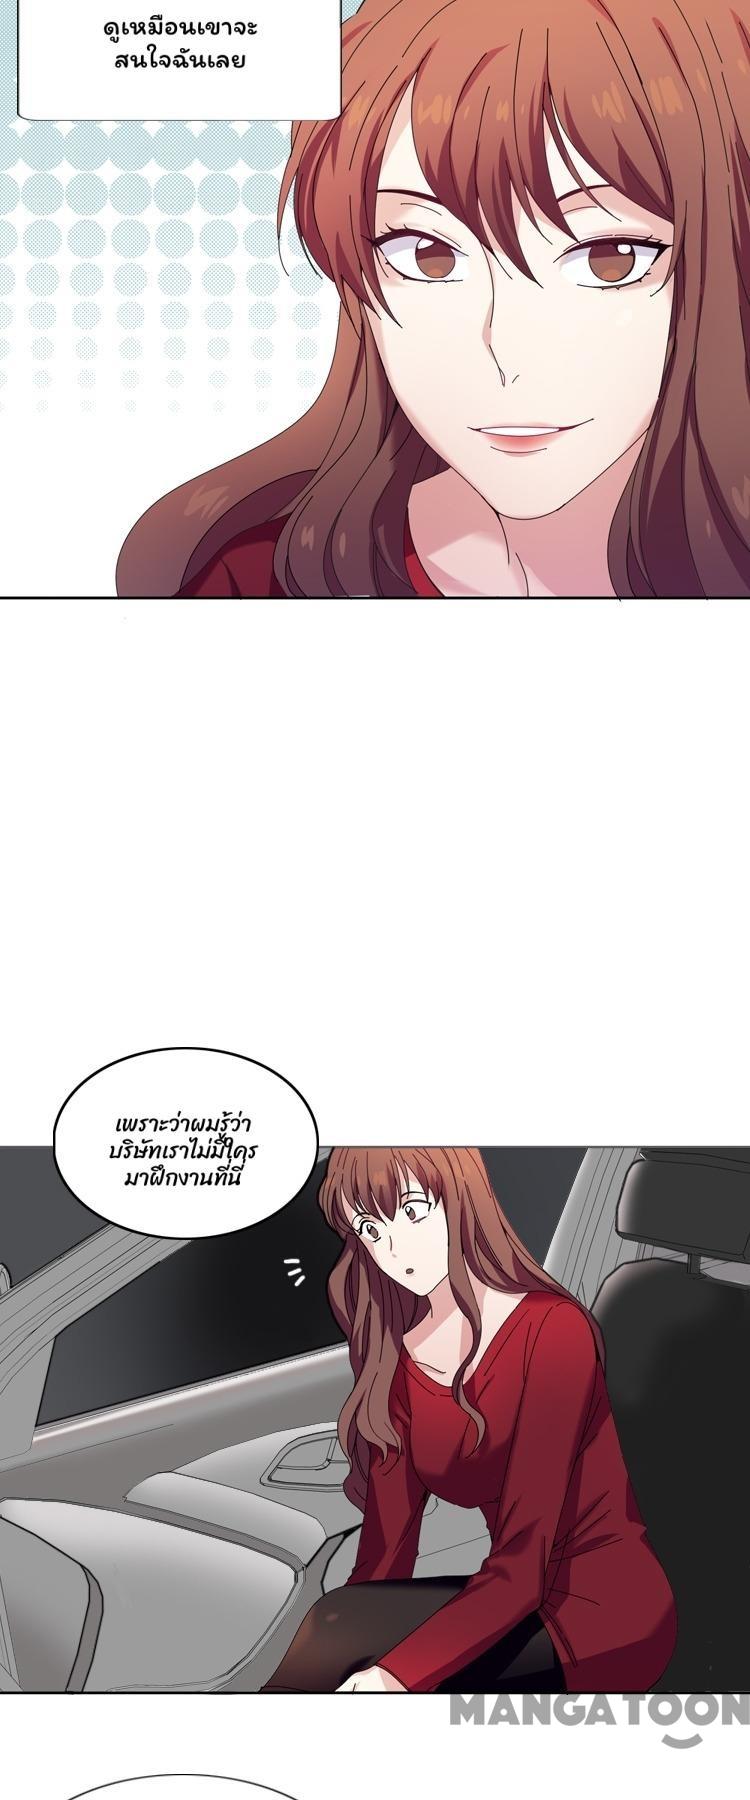 ดูเหมือนเขาจะ
สนใจฉันเลย
เพราะว่าผมรู้ว่า
บริษัทเราไม่มีใคร
มาฝึกงานที่นี่
MANGATOON